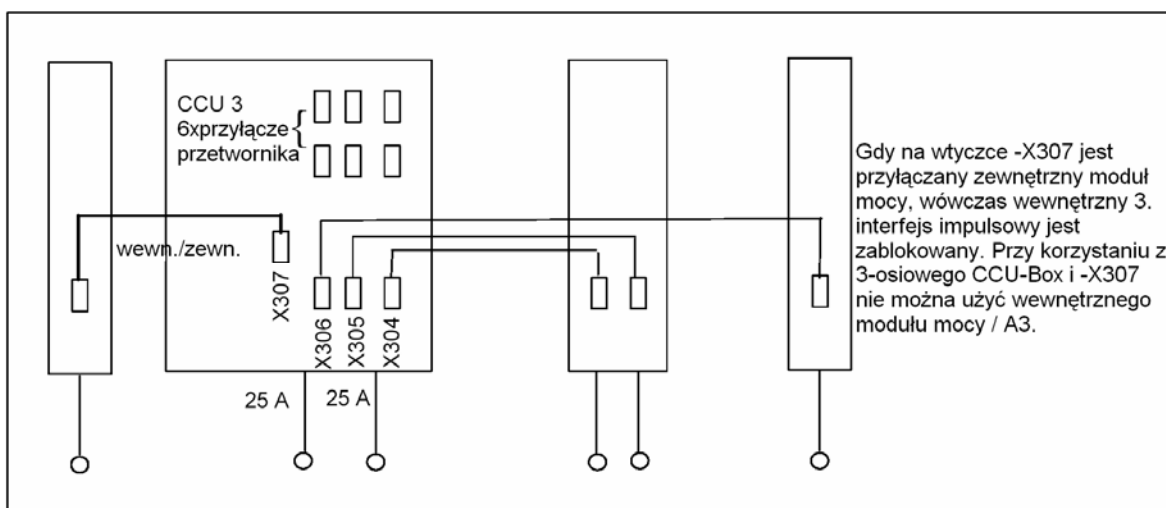 CCU 3
6xprzyłącze
przetwornika
wewn./zewn.
X307
X306
X305
X304
25 A
25 A
Gdy na wtyczce -X307 jest
przyłączany zewnętrzny moduł
mocy, wówczas wewnętrzny 3.
interfejs impulsowy jest
zablokowany. Przy korzystaniu z
3-osiowego CCU-Box i -X307
nie można użyć wewnętrznego
modułu mocy / A3.